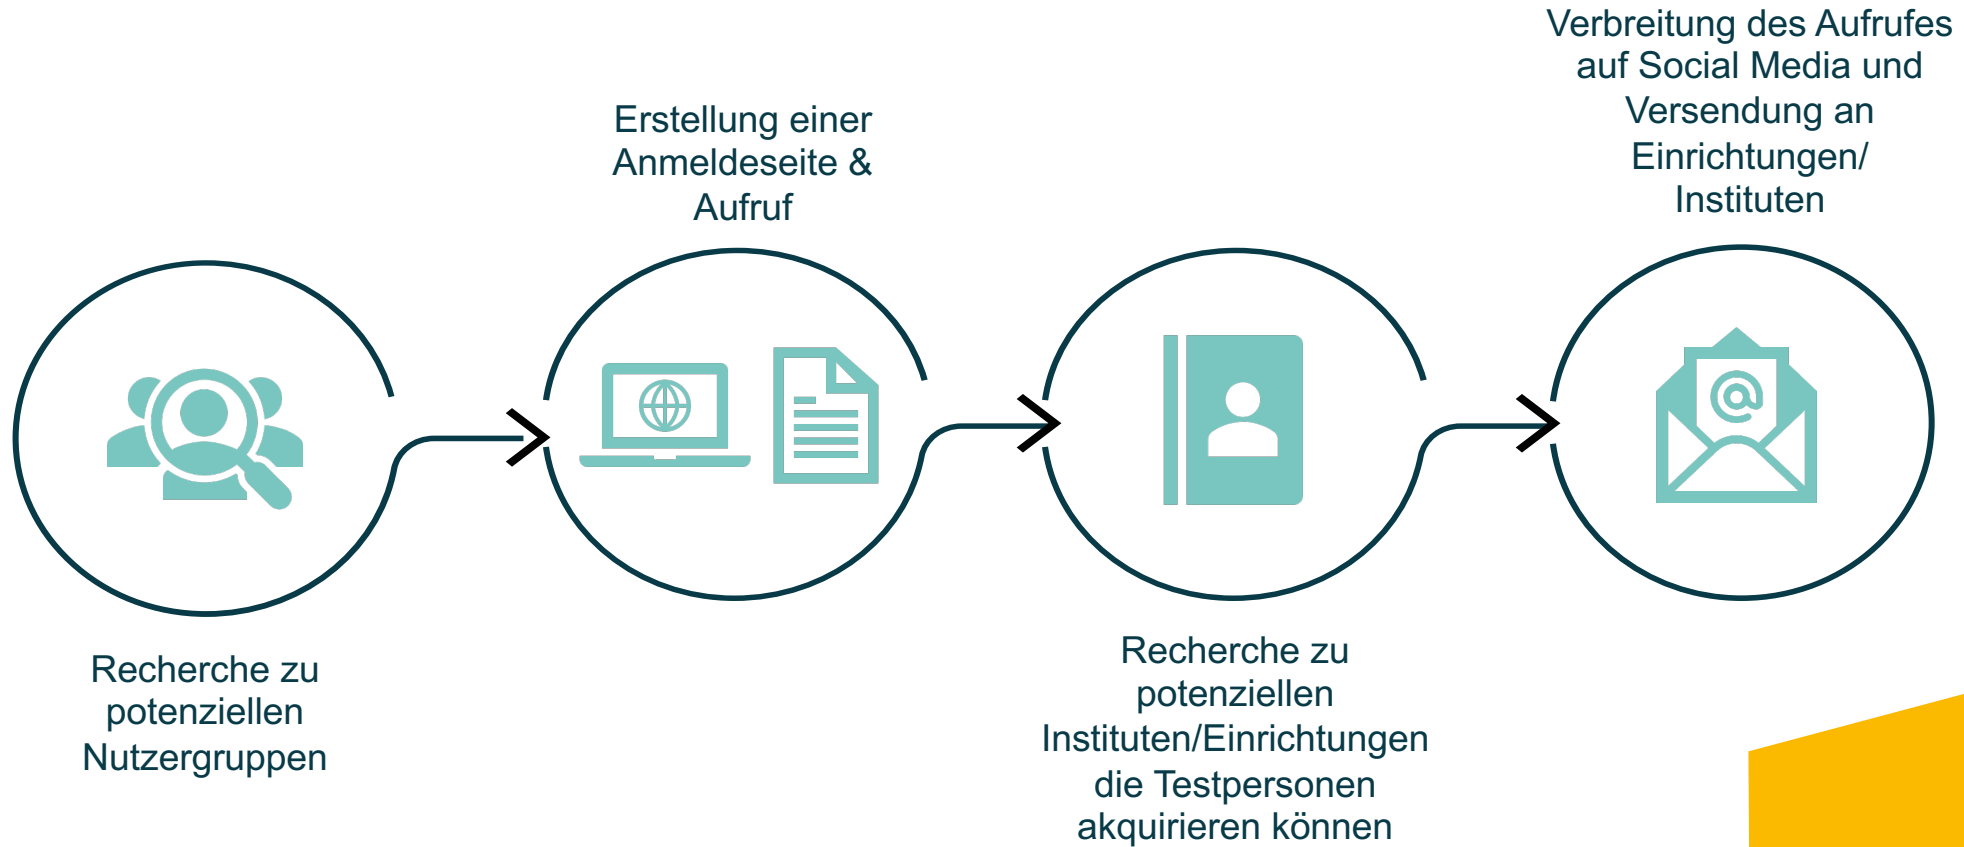 Recherche zu
potenziellen
Nutzergruppen
Erstellung einer
Anmeldeseite &
Aufruf
Recherche zu
potenziellen
Instituten/Einrichtungen
die Testpersonen
akquirieren können
Verbreitung des Aufrufes
auf Social Media und
Versendung an
Einrichtungen/
Instituten